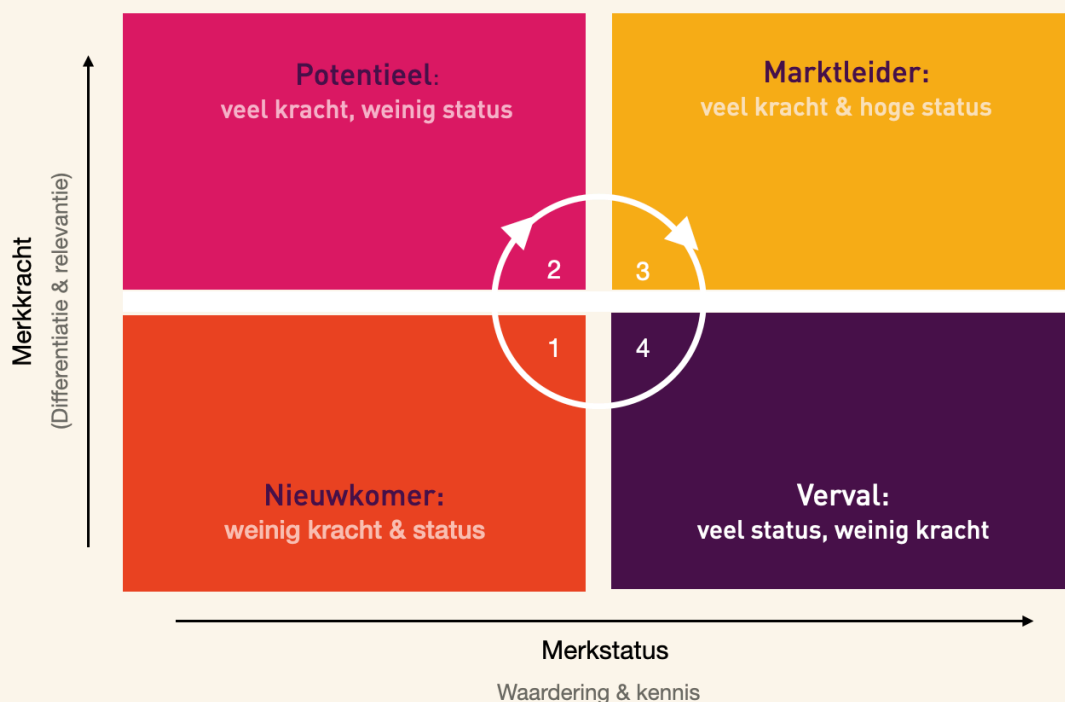 Potentieel:
veel kracht, weinig status
Marktleider:
veel kracht & hoge status
Merkkracht
(Differentiatie & relevantie)
2
3
1
4
Nieuwkomer:
weinig kracht & status
Verval:
veel status, weinig kracht
Merkstatus
Waardering & kennis